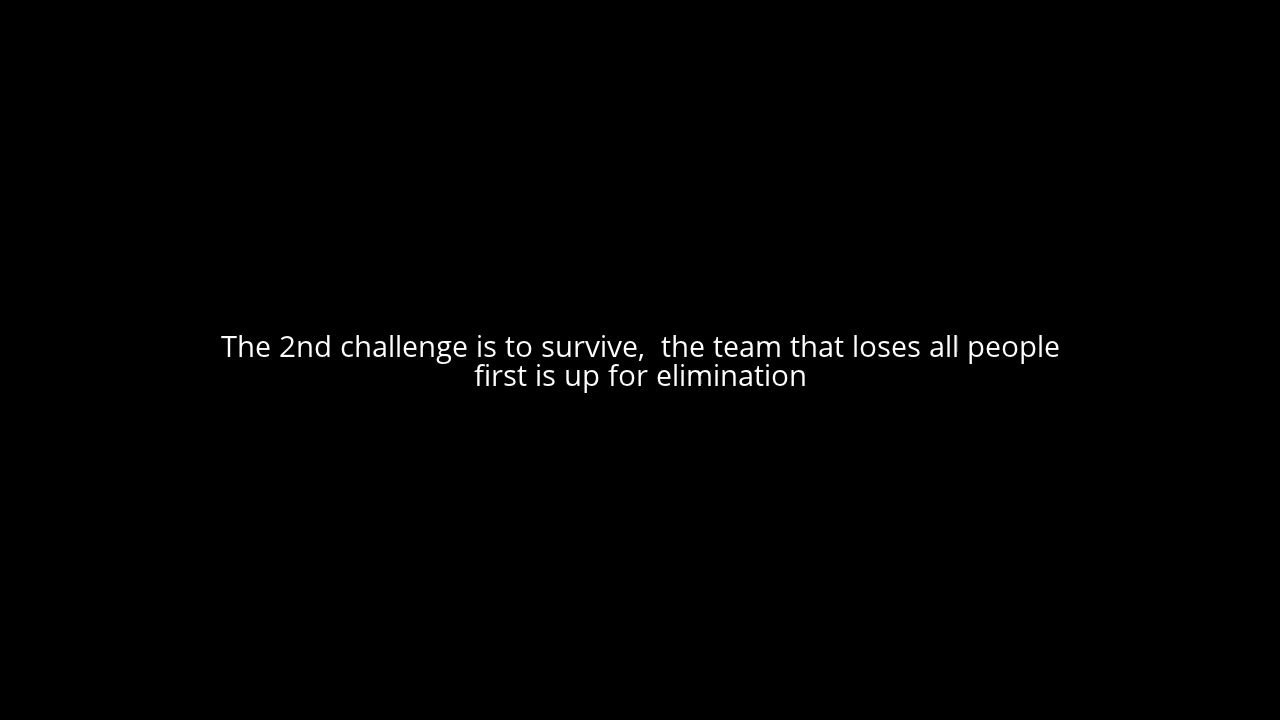 The 2nd challenge is to survive,  the team that loses all people
first is up for elimination